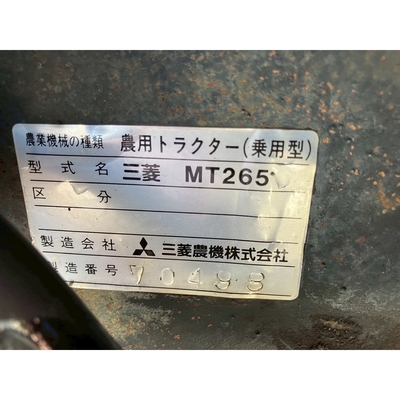 農業機械の種類 農用トラクター(乗用型)
型式名 三菱 MT265
区分
製造会社 三菱農機株式会社
製造番号 70498